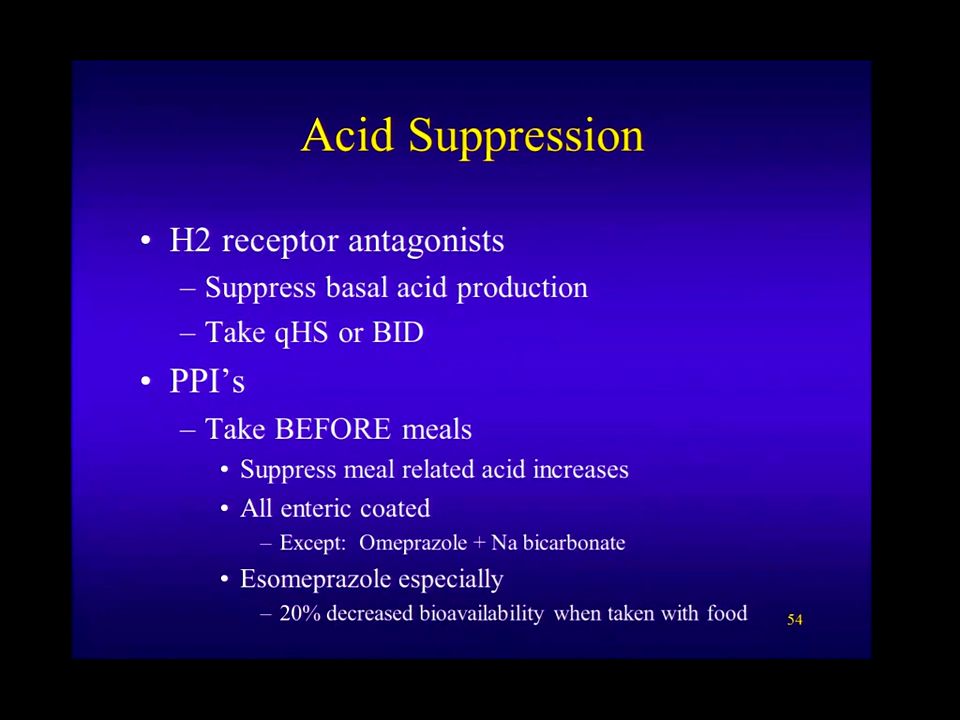 Acid Suppression
• H2 receptor antagonists
– Suppress basal acid production
– Take qHS or BID
• PPI's
– Take BEFORE meals
• Suppress meal related acid increases
• All enteric coated
– Except: Omeprazole + Na bicarbonate
• Esomeprazole especially
– 20% decreased bioavailability when taken with food
54